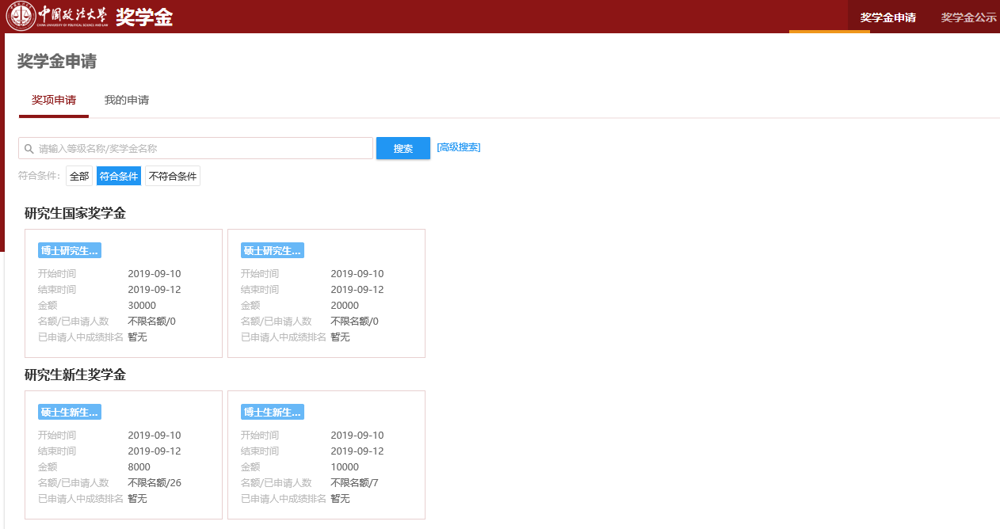 中国政法大学 奖学金 奖学金申请 奖学金公示
CHINA UNIVERSITY OF POLITICAL SCIENCE AND LAW
奖学金申请
奖项申请 我的申请
请输入等级名称/奖学金名称 搜索 [高级搜索]
符合条件: 全部 符合条件 不符合条件
研究生国家奖学金
博士研究生...
开始时间 2019-09-10
结束时间 2019-09-12
金额 30000
名额/已申请人数 不限名额/0
已申请人中成绩排名 暂无
硕士研究生...
开始时间 2019-09-10
结束时间 2019-09-12
金额 20000
名额/已申请人数 不限名额/0
已申请人中成绩排名 暂无
研究生新生奖学金
硕士生新生...
开始时间 2019-09-10
结束时间 2019-09-12
金额 8000
名额/已申请人数 不限名额/26
已申请人中成绩排名 暂无
博士生新生...
开始时间 2019-09-10
结束时间 2019-09-12
金额 10000
名额/已申请人数 不限名额/7
已申请人中成绩排名 暂无